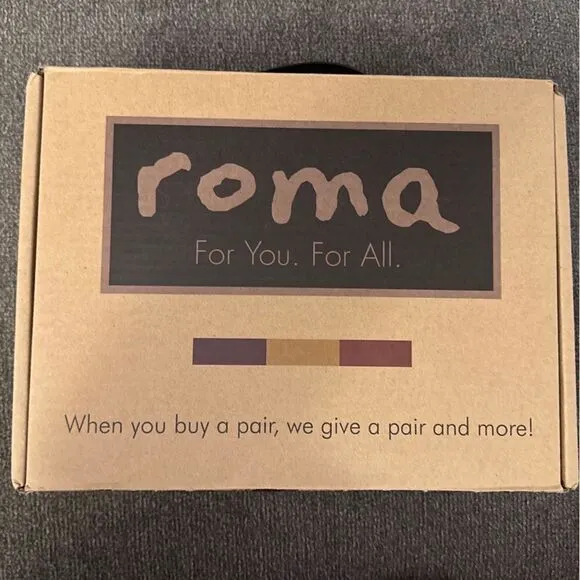 roma
For You. For All.
When you buy a pair, we give a pair and more!